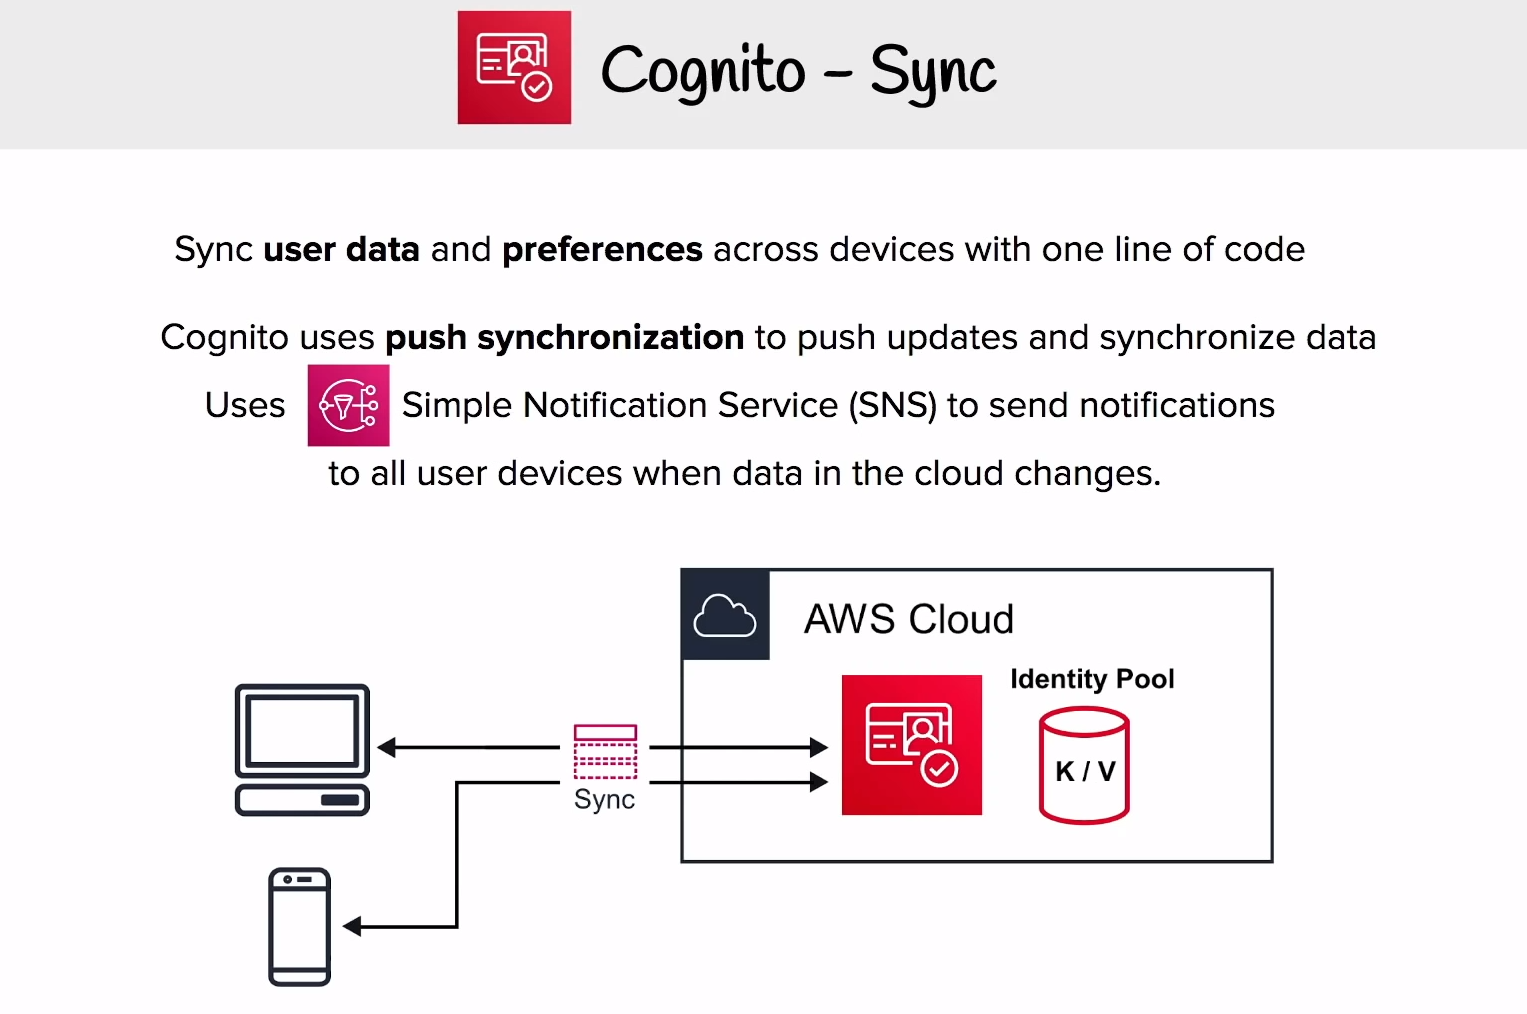 Cognito – Sync
Sync user data and preferences across devices with one line of code
Cognito uses push synchronization to push updates and synchronize data
Uses Simple Notification Service (SNS) to send notifications
to all user devices when data in the cloud changes.
AWS Cloud
Identity Pool
K / V
Sync